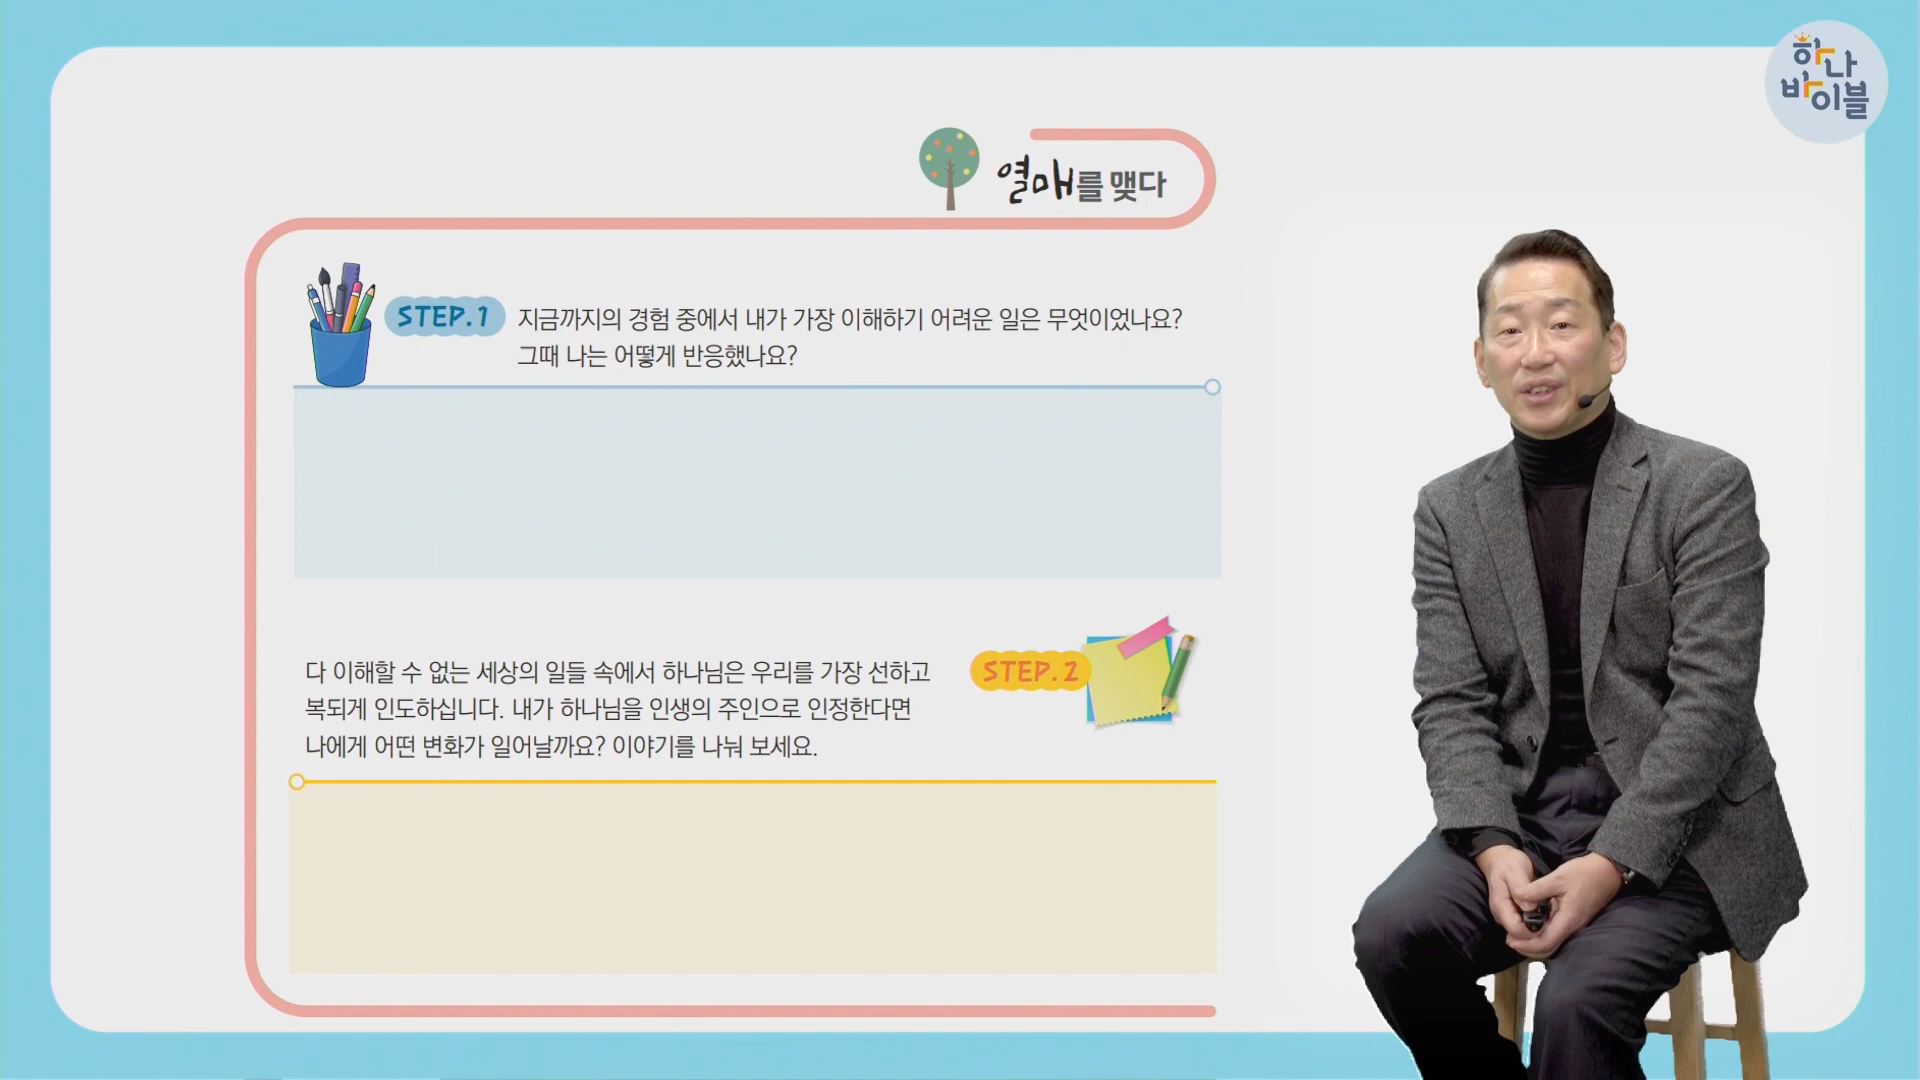 하나
바이블
열매를 맺다
STEP.1
지금까지의 경험 중에서 내가 가장 이해하기 어려운 일은 무엇이었나요?
그때 나는 어떻게 반응했나요?
다 이해할 수 없는 세상의 일들 속에서 하나님은 우리를 가장 선하고
복되게 인도하십니다. 내가 하나님을 인생의 주인으로 인정한다면
나에게 어떤 변화가 일어날까요? 이야기를 나눠 보세요.
STEP.2